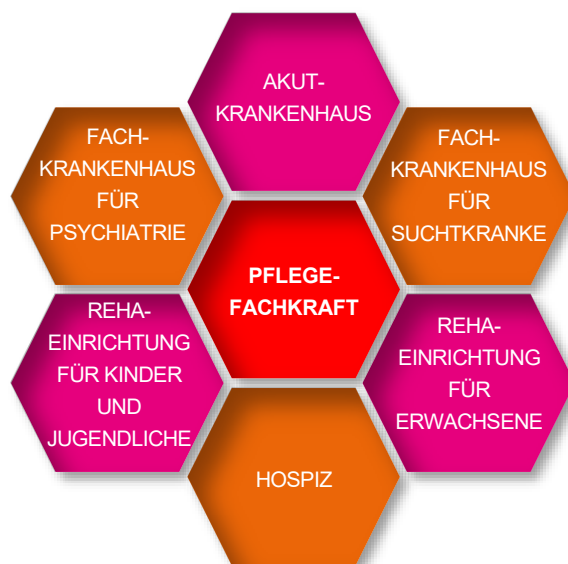 AKUT-
KRANKENHAUS
FACH-
KRANKENHAUS
FÜR
PSYCHIATRIE
FACH-
KRANKENHAUS
FÜR
SUCHTKRANKE
PFLEGE-
FACHKRAFT
REHA-
EINRICHTUNG
FÜR KINDER
UND
JUGENDLICHE
REHA-
EINRICHTUNG
FÜR
ERWACHSENE
HOSPIZ